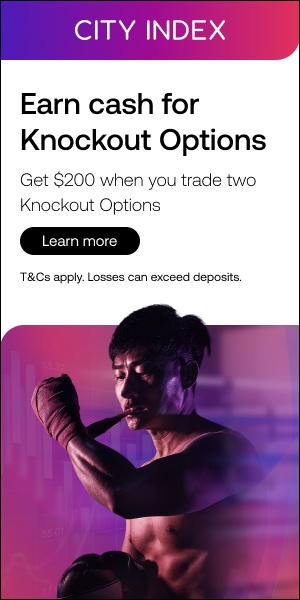 CITY INDEX
Earn cash for
Knockout Options
Get $200 when you trade two
Knockout Options
Learn more
T&Cs apply. Losses can exceed deposits.